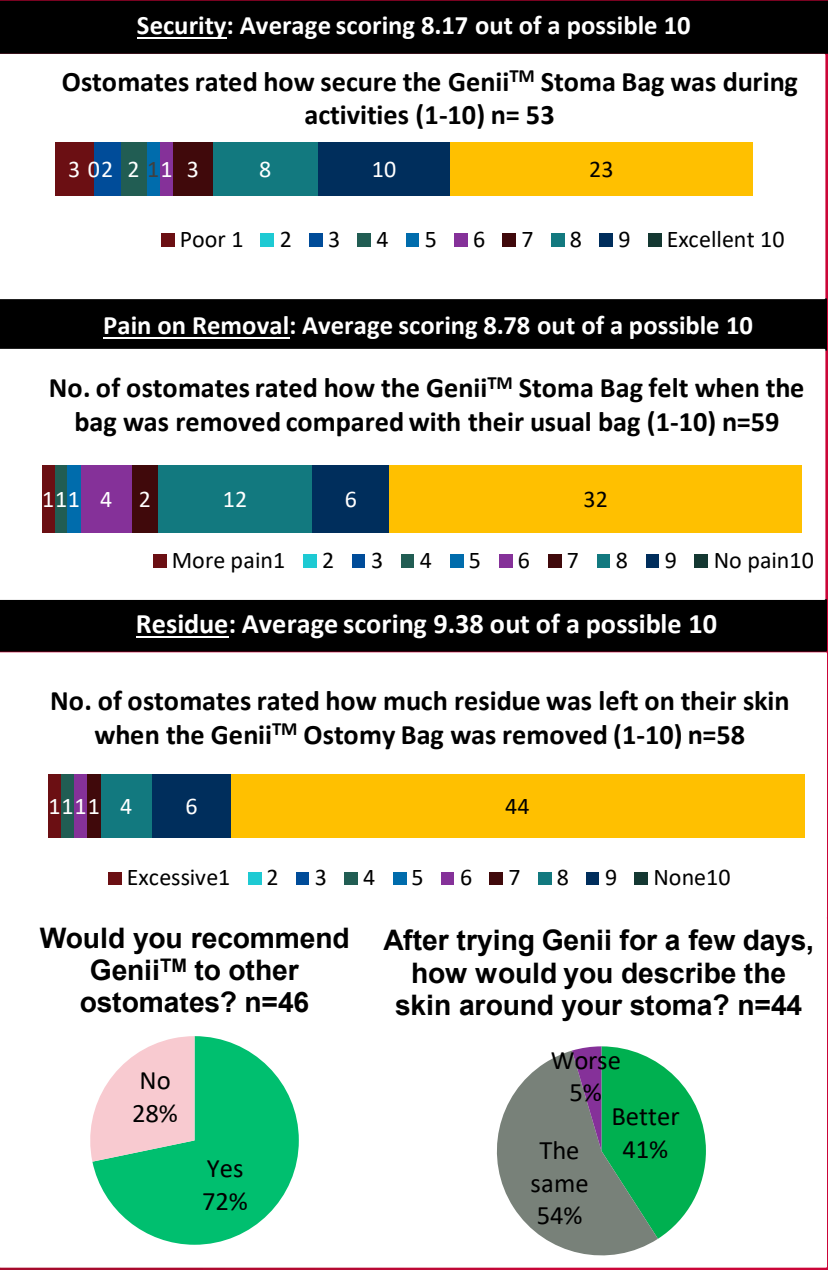 Security: Average scoring 8.17 out of a possible 10
Ostomates rated how secure the Genii™ Stoma Bag was during
activities (1-10) n= 53
3 0 2 2 1 1 3 8 10 23
Poor 1 2 3 4 5 6 7 8 9 Excellent 10
Pain on Removal: Average scoring 8.78 out of a possible 10
No. of ostomates rated how the Genii™ Stoma Bag felt when the
bag was removed compared with their usual bag (1-10) n=59
1 1 1 4 2 12 6 32
More pain1 2 3 4 5 6 7 8 9 No pain10
Residue: Average scoring 9.38 out of a possible 10
No. of ostomates rated how much residue was left on their skin
when the Genii™ Ostomy Bag was removed (1-10) n=58
1 1 1 1 4 6 44
Excessive1 2 3 4 5 6 7 8 9 None10
Would you recommend
Genii™ to other
ostomates? n=46
No
28%
Yes
72%
After trying Genii for a few days,
how would you describe the
skin around your stoma? n=44
Worse
5%
Better
41%
The
same
54%